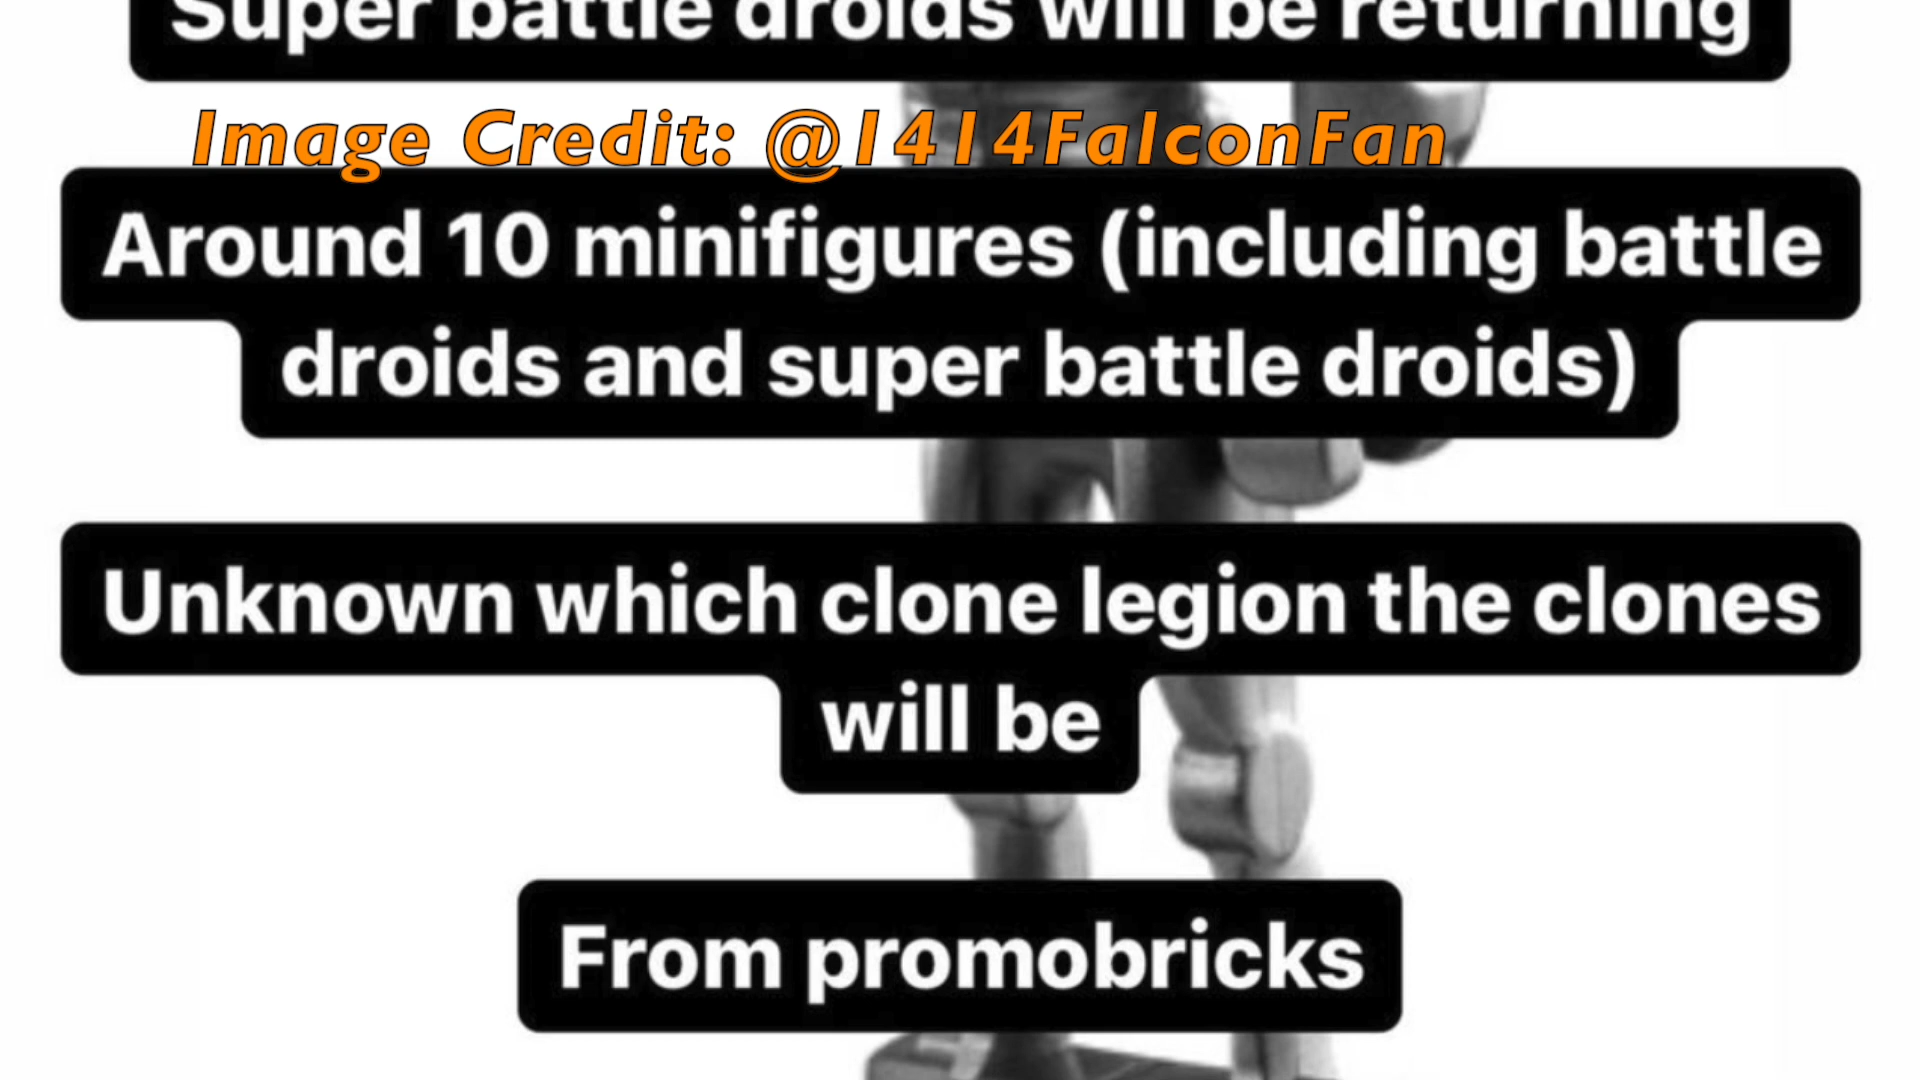 Super battle droids will be returning
Image Credit: @1414FalconFan
Around 10 minifigures (including battle
droids and super battle droids)
Unknown which clone legion the clones
will be
From promobricks